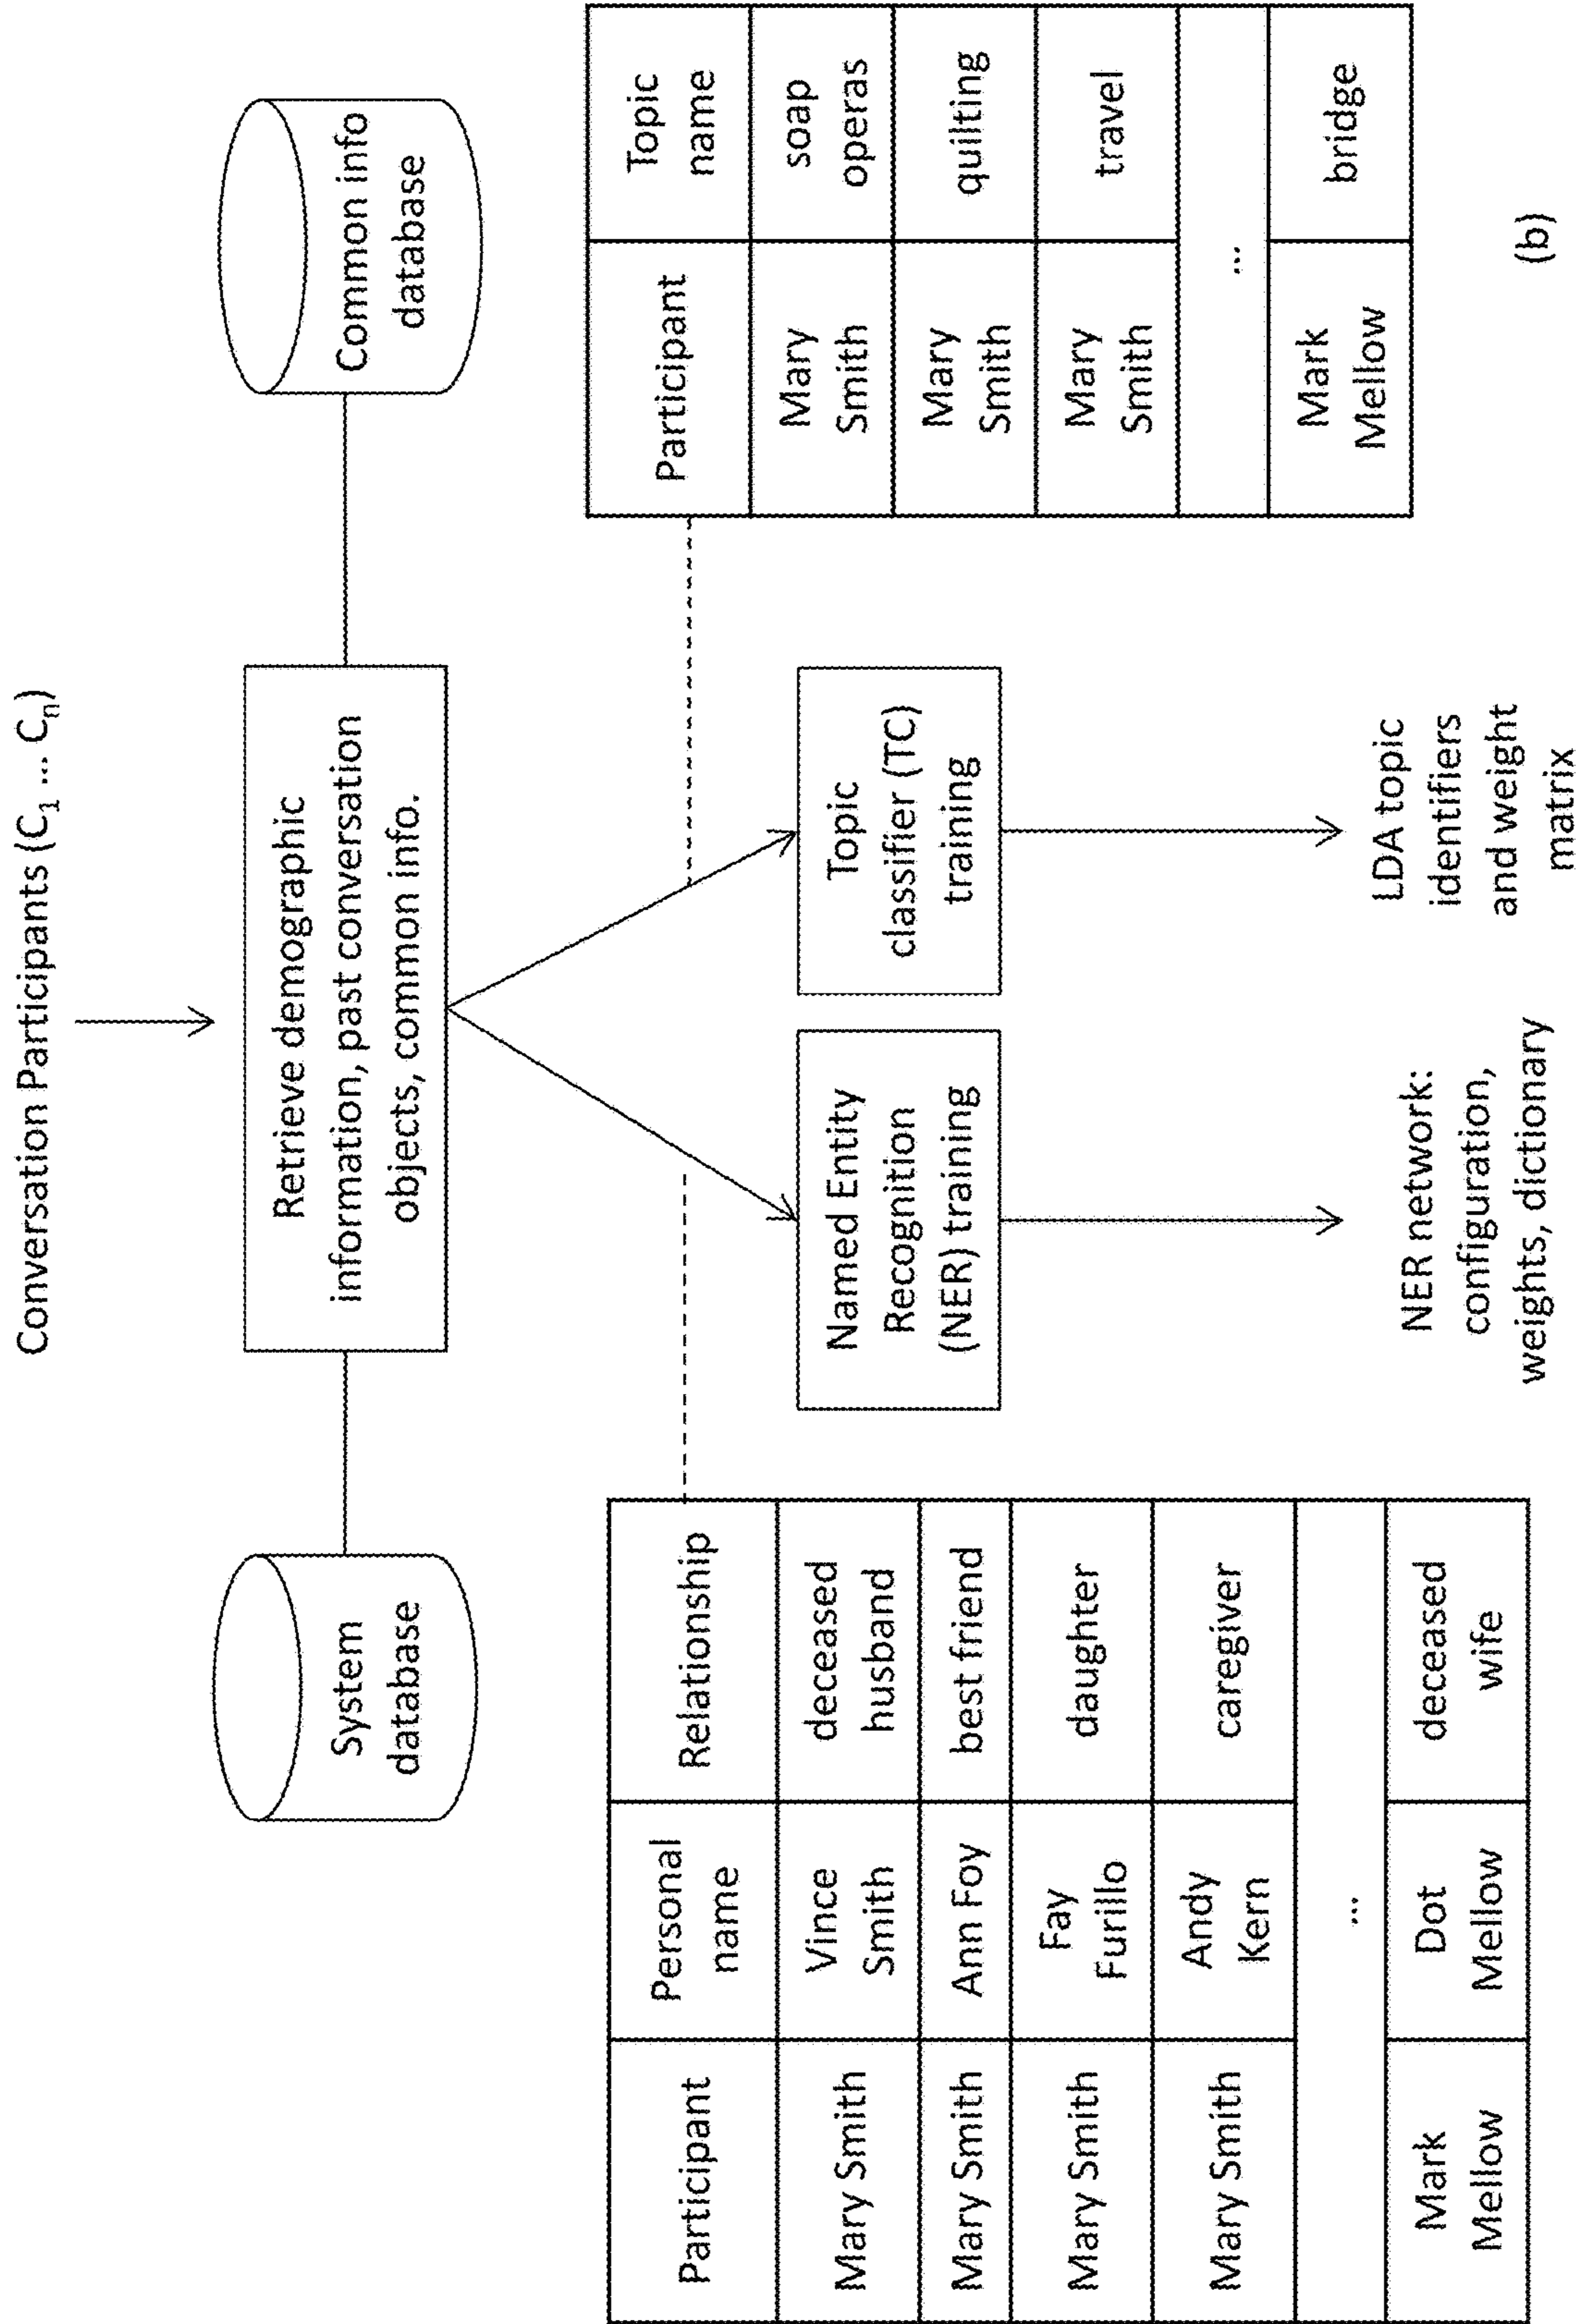 Conversation Participants (C1 ... Cn)
System
database
Retrieve demographic
information, past conversation
objects, common info.
Common info
database
Participant
Personal
name
Relationship
Mary Smith
Vince
Smith
deceased
husband
Mary Smith
Ann Foy
best friend
Mary Smith
Fay
Furillo
daughter
Mary Smith
Andy
Kern
caregiver
...
Mark
Mellow
Dot
Mellow
deceased
wife
Named Entity
Recognition
(NER) training
Topic
classifier (TC)
training
NER network:
configuration,
weights, dictionary
LDA topic
identifiers
and weight
matrix
Participant
Topic
name
Mary
Smith
soap
operas
Mary
Smith
quilting
Mary
Smith
travel
...
Mark
Mellow
bridge
(b)